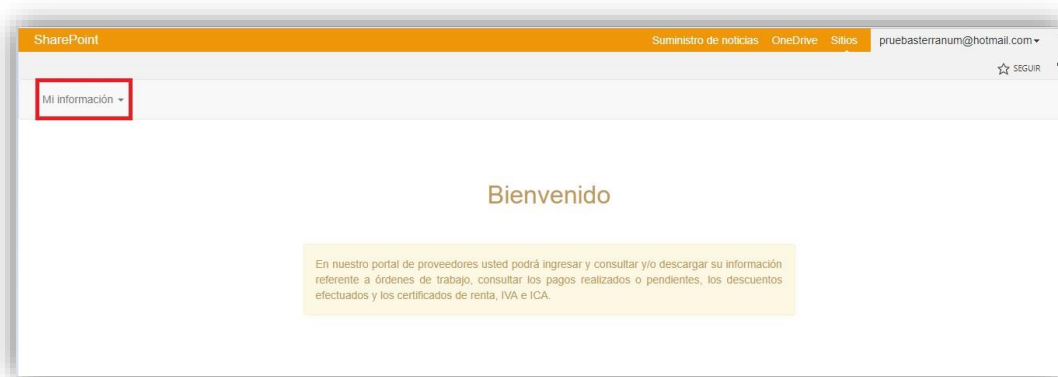 SharePoint Suministro de noticias OneDrive Sitios pruebasterranum@hotmail.com
SEGUIR
Mi información
Bienvenido
En nuestro portal de proveedores usted podrá ingresar y consultar y/o descargar su información
referente a órdenes de trabajo, consultar los pagos realizados o pendientes, los descuentos
efectuados y los certificados de renta, IVA e ICA.